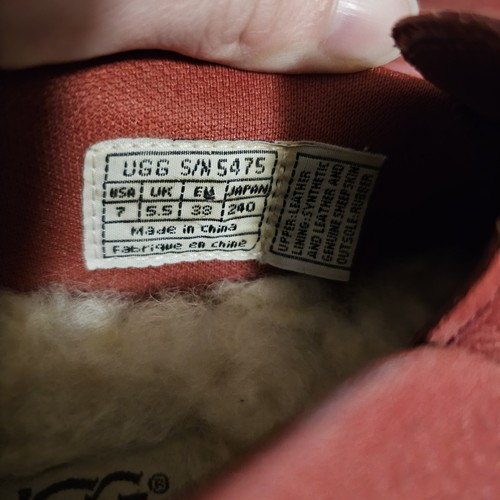 UGG S/N 5475
USA UK EU JAPAN
7 5.5 38 240
Made in China
Fabrique en Chine
UPPER-LEATHER
LINING-SYNTHETIC
AND LEATHER AND
GENUINE SHEEPSKIN
OUTSOLE-RUBBER
UGG®